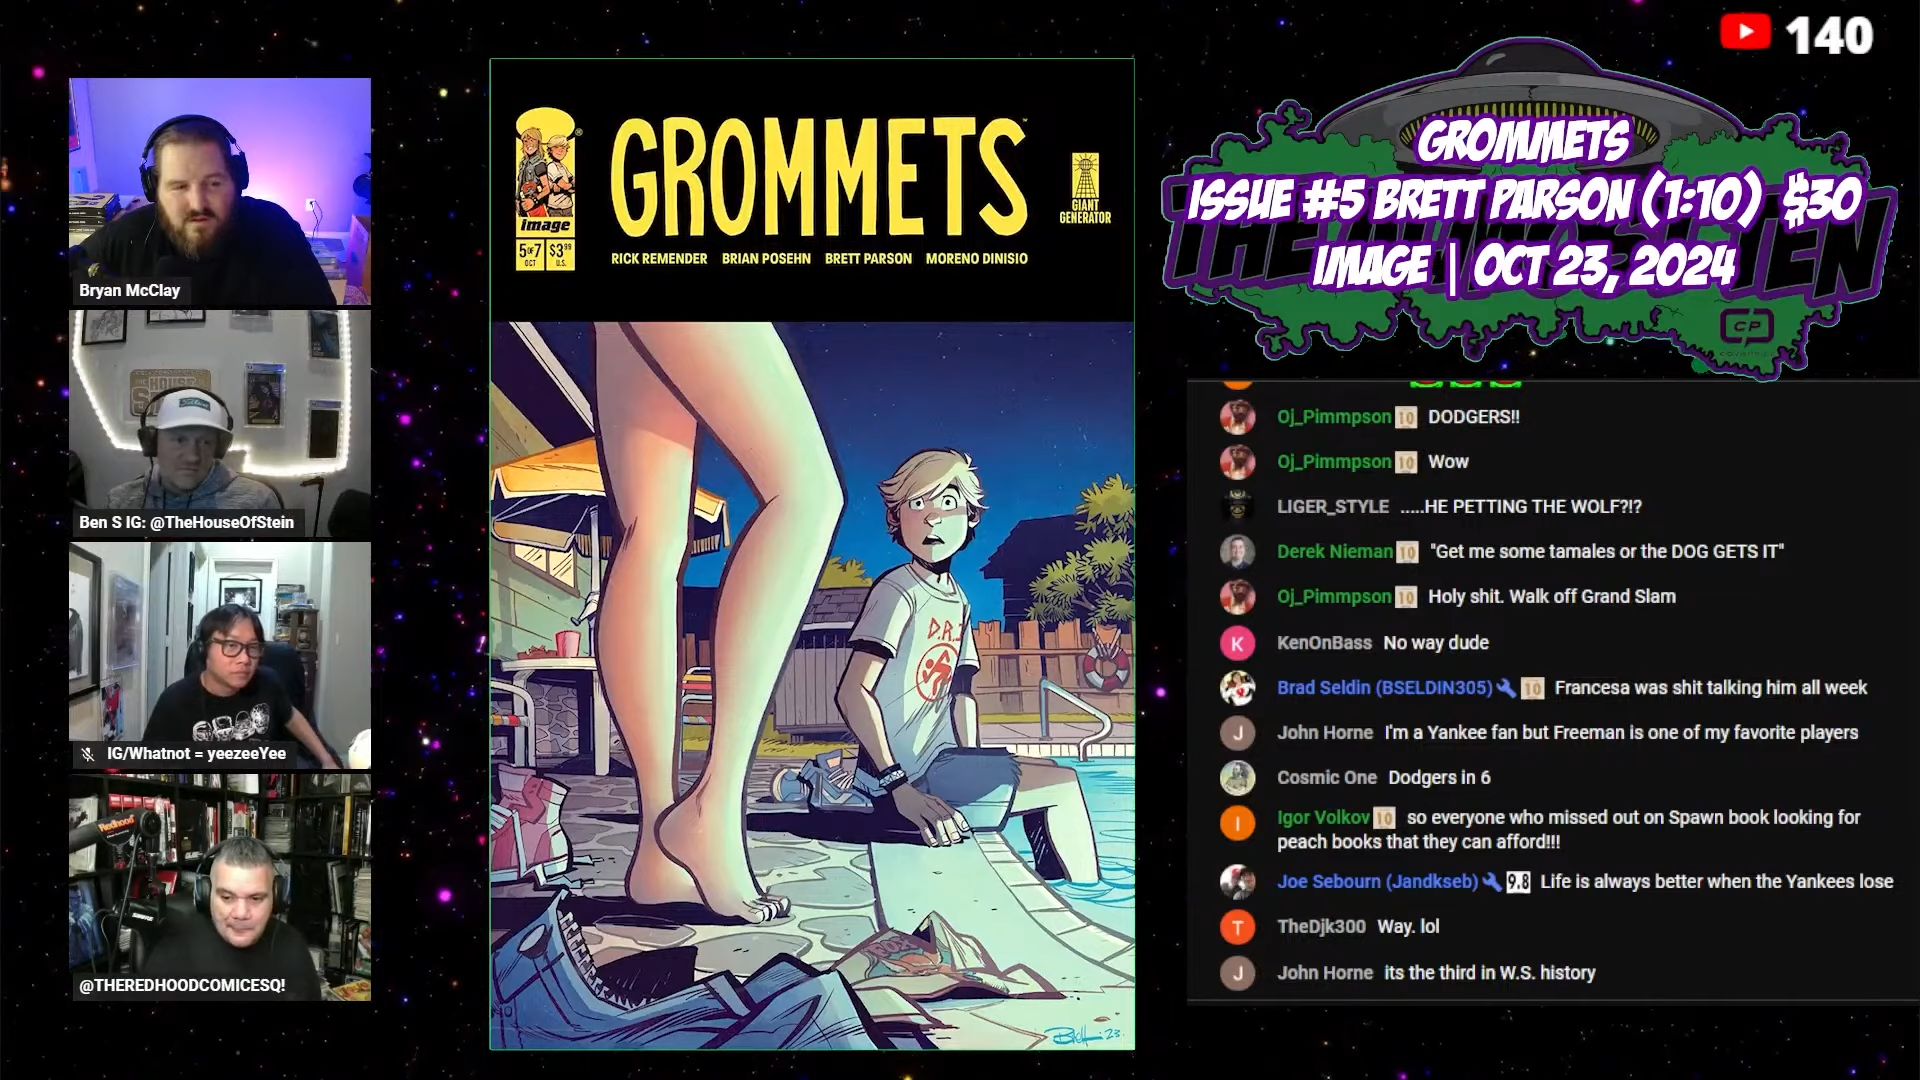 140
Bryan McClay
Ben S IG: @TheHouseOfStein
IG/Whatnot = yeezeeYee
Redhood
@THEREDHOODCOMICESQ!
GROMMETS
image
5 OF 7
OCT
$3.99
U.S.
GIANT
GENERATOR
RICK REMENDER BRIAN POSEHN BRETT PARSON MORENO DINISIO
D.R.I
Brett 23
GROMMETS
ISSUE #5 BRETT PARSON (1:10) $30
IMAGE | OCT 23, 2024
CP
Oj_Pimmpson 10 DODGERS!!
Oj_Pimmpson 10 Wow
LIGER_STYLE .....HE PETTING THE WOLF?!?
Derek Nieman 10 "Get me some tamales or the DOG GETS IT"
Oj_Pimmpson 10 Holy shit. Walk off Grand Slam
K KenOnBass No way dude
Brad Seldin (BSELDIN305) 10 Francesa was shit talking him all week
J John Horne I'm a Yankee fan but Freeman is one of my favorite players
Cosmic One Dodgers in 6
I Igor Volkov 10 so everyone who missed out on Spawn book looking for
peach books that they can afford!!!
Joe Sebourn (Jandkseb) 9.8 Life is always better when the Yankees lose
T TheDjk300 Way. lol
J John Horne its the third in W.S. history